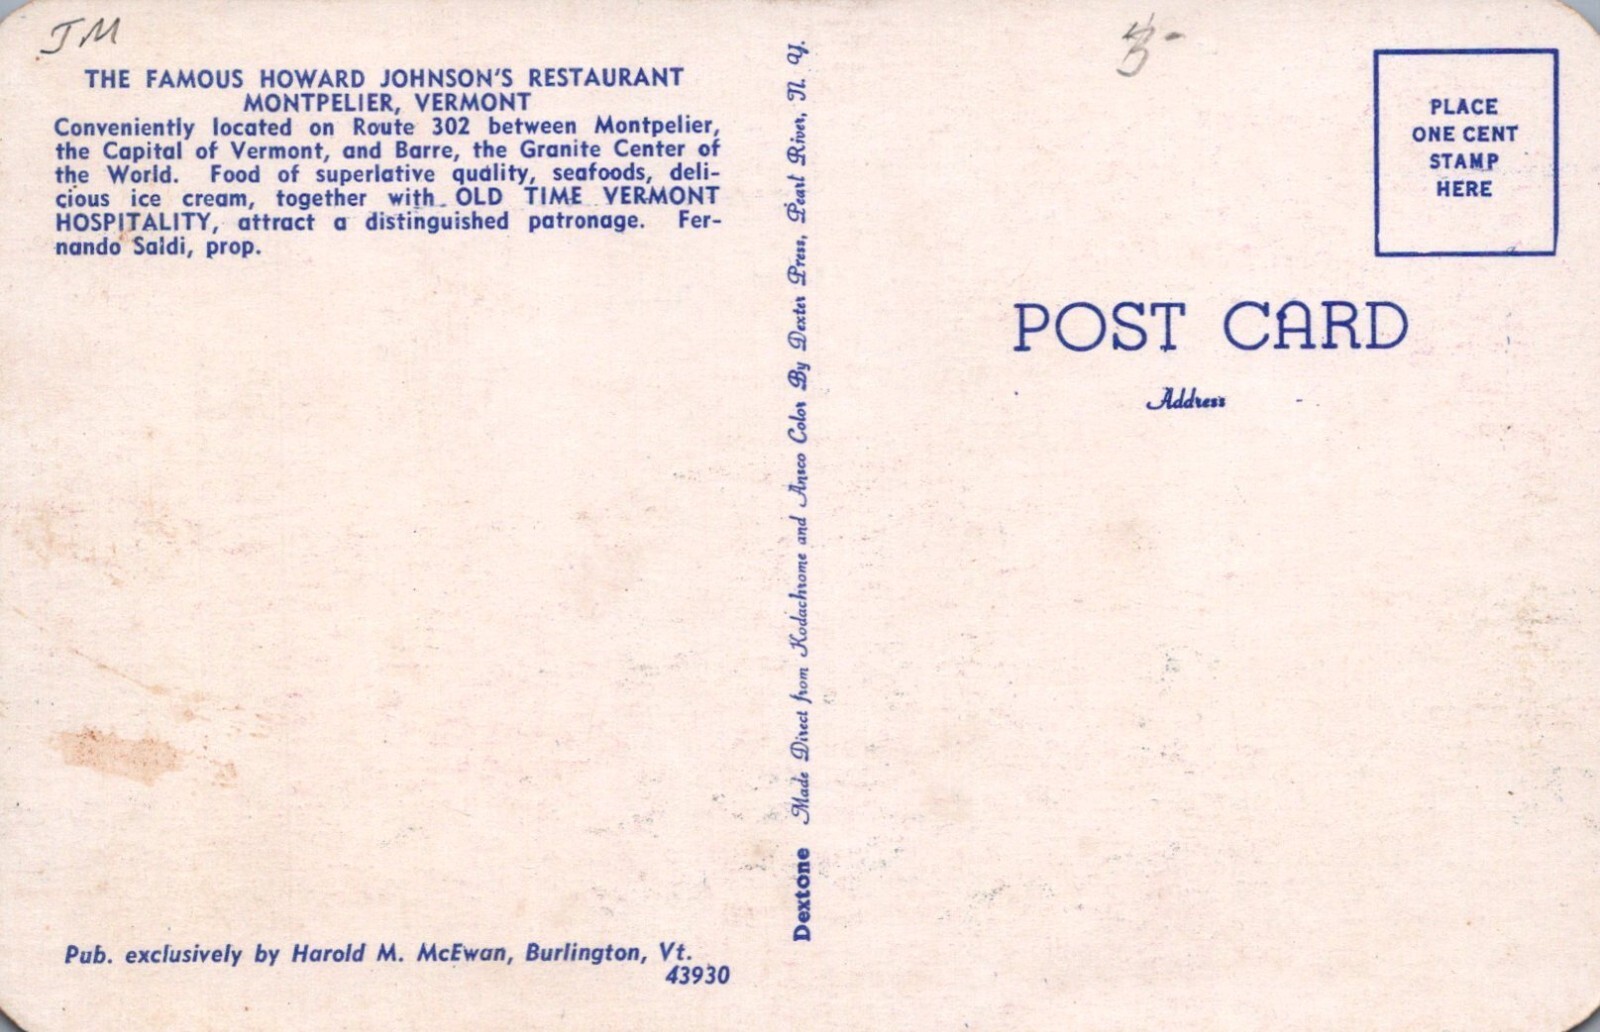 JM
THE FAMOUS HOWARD JOHNSON'S RESTAURANT
MONTPELIER, VERMONT
Conveniently located on Route 302 between Montpelier,
the Capital of Vermont, and Barre, the Granite Center of
the World. Food of superlative quality, seafoods, deli-
cious ice cream, together with OLD TIME VERMONT
HOSPITALITY, attract a distinguished patronage. Fer-
nando Saldi, prop.
Pub. exclusively by Harold M. McEwan, Burlington, Vt.
43930
Dextone Made Direct from Kodachrome and Ansco Color By Dexter Press, Pearl River, N. Y.
PLACE
ONE CENT
STAMP
HERE
POST CARD
Address